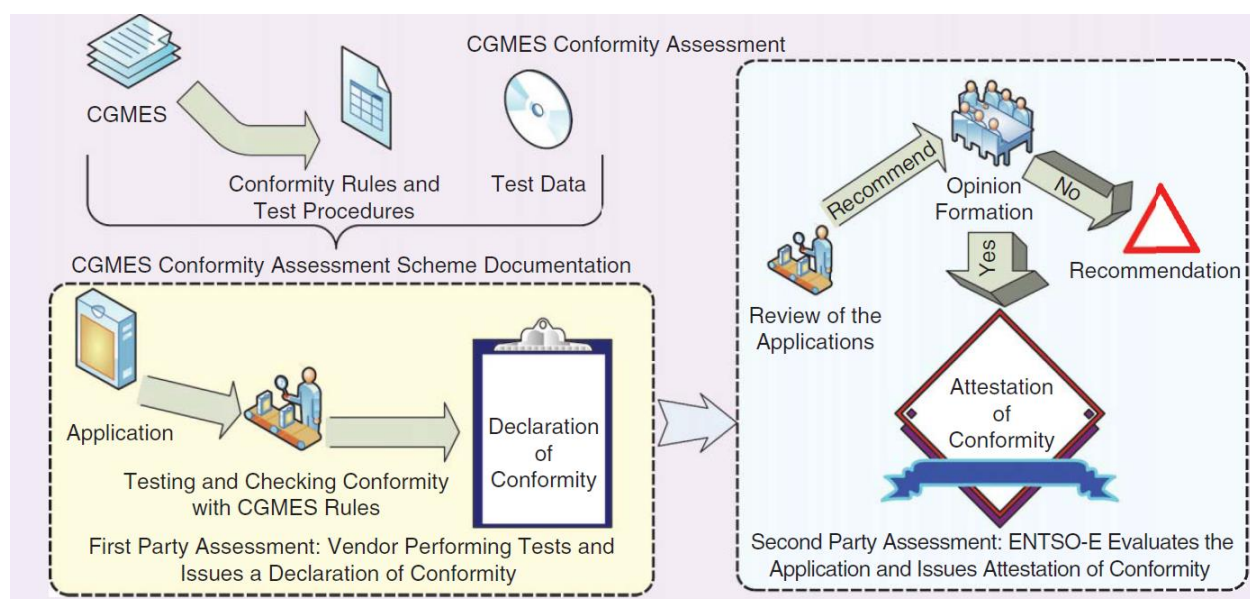 CGMES Conformity Assessment
CGMES
Conformity Rules and
Test Procedures
Test Data
CGMES Conformity Assessment Scheme Documentation
Application
Testing and Checking Conformity
with CGMES Rules
Declaration
of
Conformity
First Party Assessment: Vendor Performing Tests and
Issues a Declaration of Conformity
Review of the
Applications
Recommend
Opinion
Formation
No
Recommendation
Yes
Attestation
of
Conformity
Second Party Assessment: ENTSO-E Evaluates the
Application and Issues Attestation of Conformity